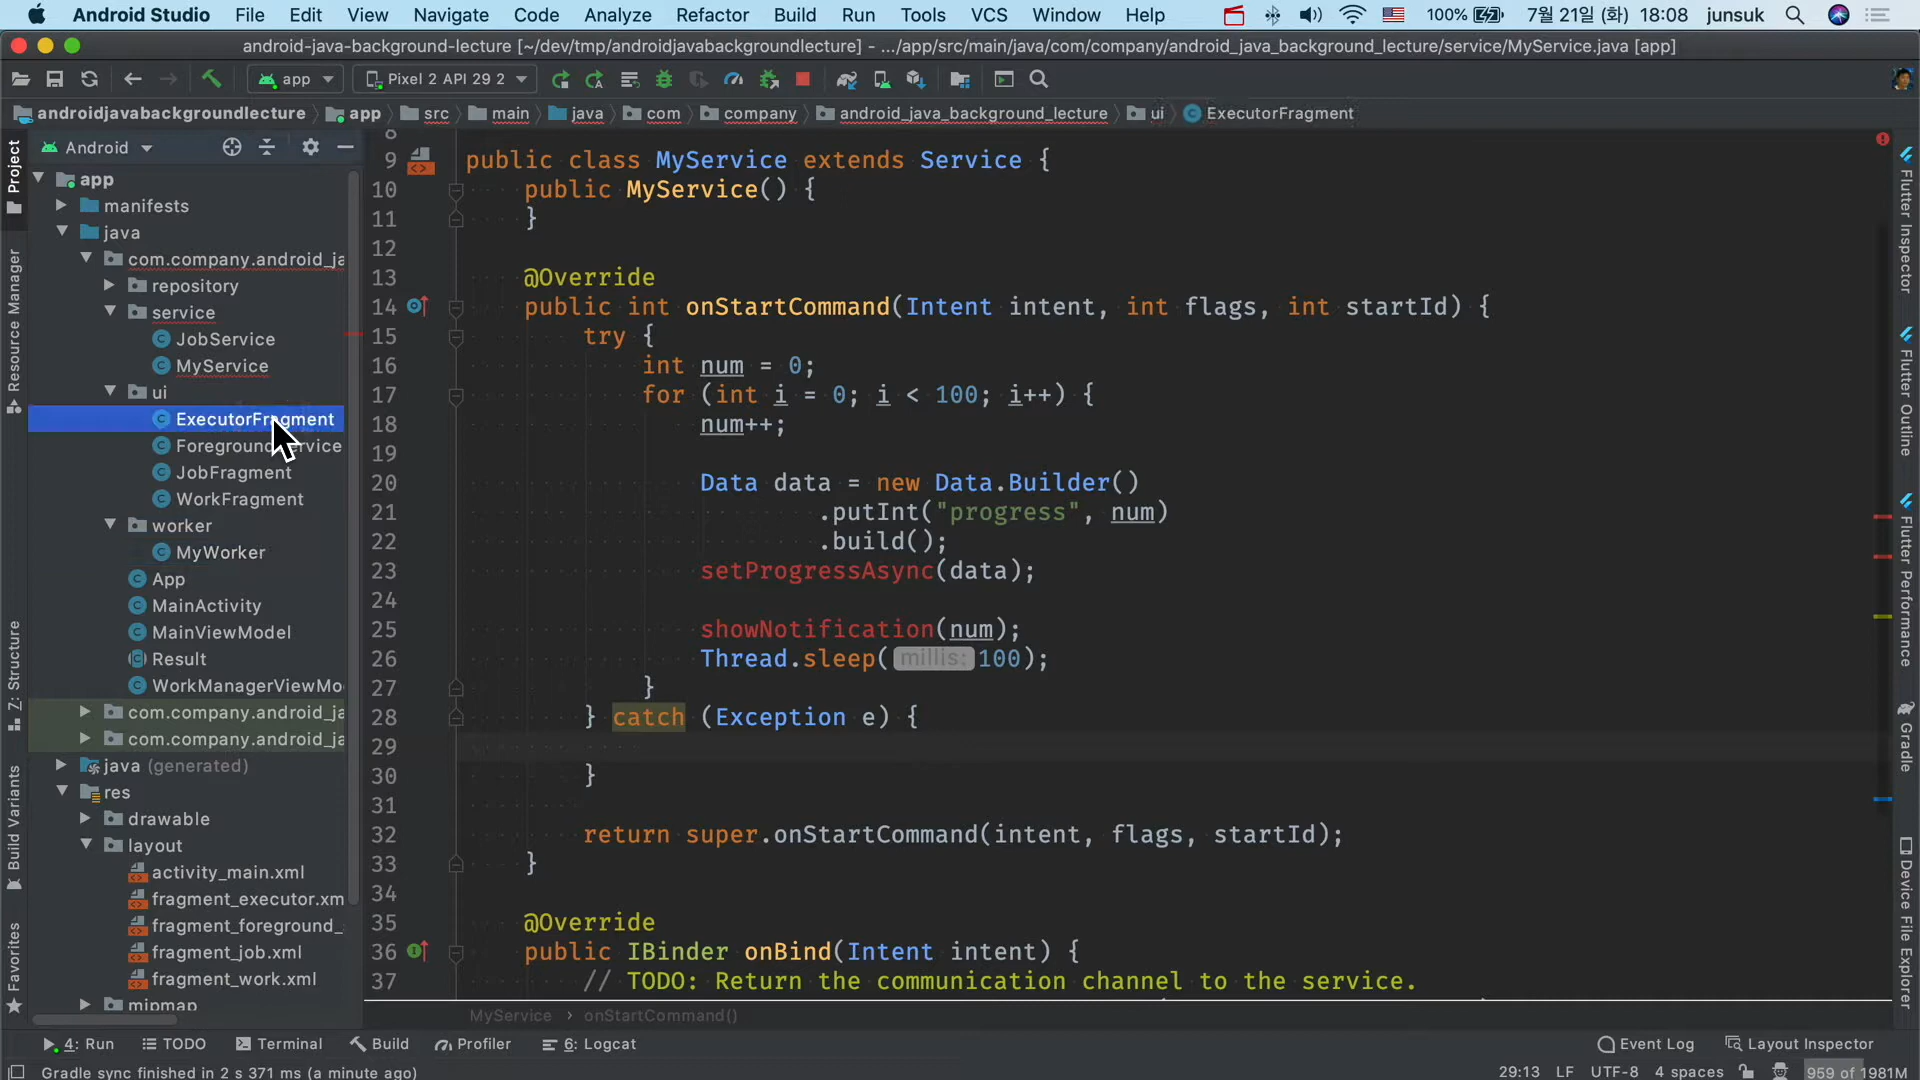 Android Studio File Edit View Navigate Code Analyze Refactor Build Run Tools VCS Window Help 100% 7월 21일 (화) 18:08 junsuk
android-java-background-lecture [~/dev/tmp/androidjavabackgroundlecture] - .../app/src/main/java/com/company/android_java_background_lecture/service/MyService.java [app]
app Pixel 2 API 29 2
androidjavabackgroundlecture app src main java com company android_java_background_lecture ui ExecutorFragment
Android
app
manifests
java
com.company.android_ja
repository
service
JobService
MyService
ui
ExecutorFragment
JobFragment
WorkFragment
worker
MyWorker
App
MainActivity
MainViewModel
Result
WorkManagerViewMo
com.company.android_ja
com.company.android_ja
java (generated)
res
drawable
layout
activity_main.xml
fragment_executor.xm
fragment_foreground_
fragment_job.xml
fragment_work.xml
mipmap
Project
Resource Manager
Z: Structure
Build Variants
Favorites
8
9 public class MyService extends Service {
10 public MyService() {
11 }
12
13 @Override
14 public int onStartCommand(Intent intent, int flags, int startId) {
15 try {
16 int num = 0;
17 for (int i = 0; i < 100; i++) {
18 num++;
19
20 Data data = new Data.Builder()
21 .putInt("progress", num)
22 .build();
23 setProgressAsync(data);
24
25 showNotification(num);
26 Thread.sleep( millis: 100);
27 }
28 } catch (Exception e) {
29
30 }
31
32 return super.onStartCommand(intent, flags, startId);
33 }
34
35 @Override
36 public IBinder onBind(Intent intent) {
37 // TODO: Return the communication channel to the service.
MyService › onStartCommand()
Flutter Inspector
Flutter Outline
Flutter Performance
Gradle
Device File Explorer
4: Run TODO Terminal Build Profiler 6: Logcat Event Log Layout Inspector
Gradle sync finished in 2 s 371 ms (a minute ago) 29:13 LF UTF-8 4 spaces 959 of 1981M